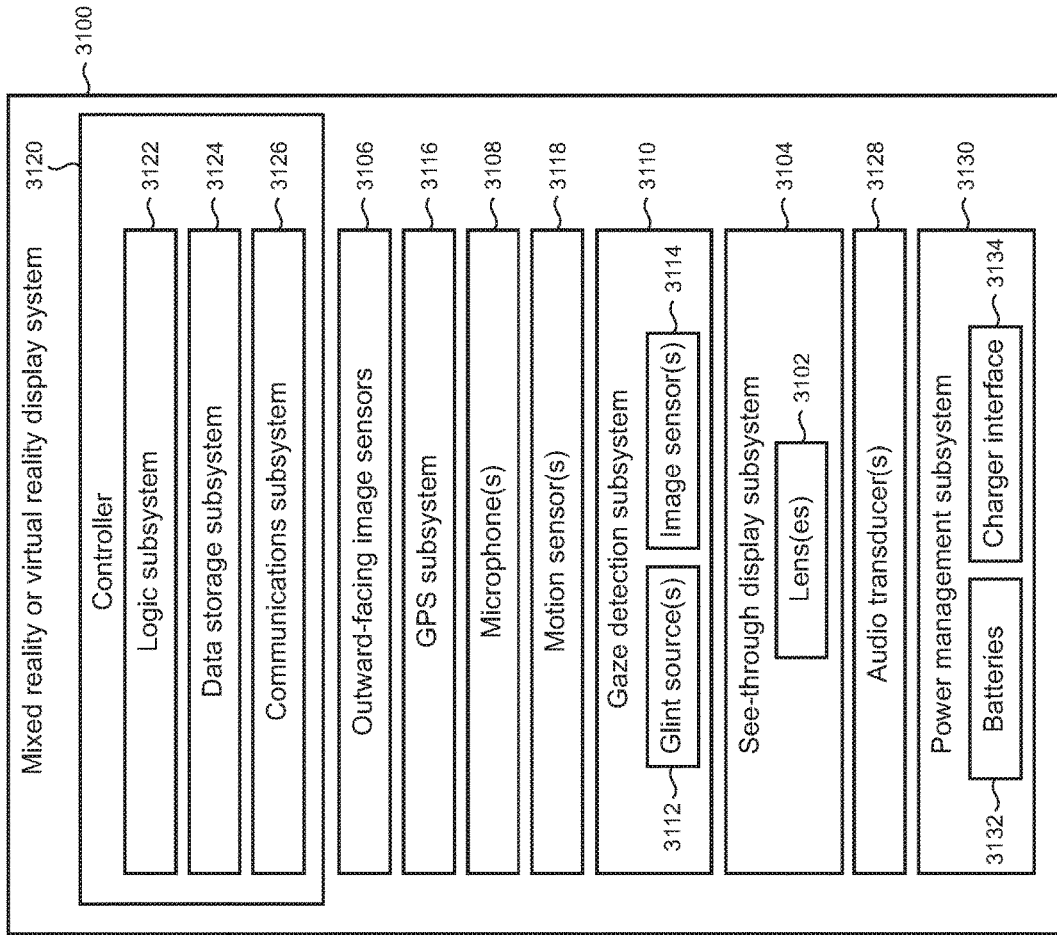 Mixed reality or virtual reality display system
3120
3100
Controller
Logic subsystem
3122
Data storage subsystem
3124
Communications subsystem
3126
Outward-facing image sensors
3106
GPS subsystem
3116
Microphone(s)
3108
Motion sensor(s)
3118
Gaze detection subsystem
3110
3112
Glint source(s)
Image sensor(s)
3114
See-through display subsystem
3104
Lens(es)
3102
Audio transducer(s)
3128
Power management subsystem
3130
3132
Batteries
Charger interface
3134